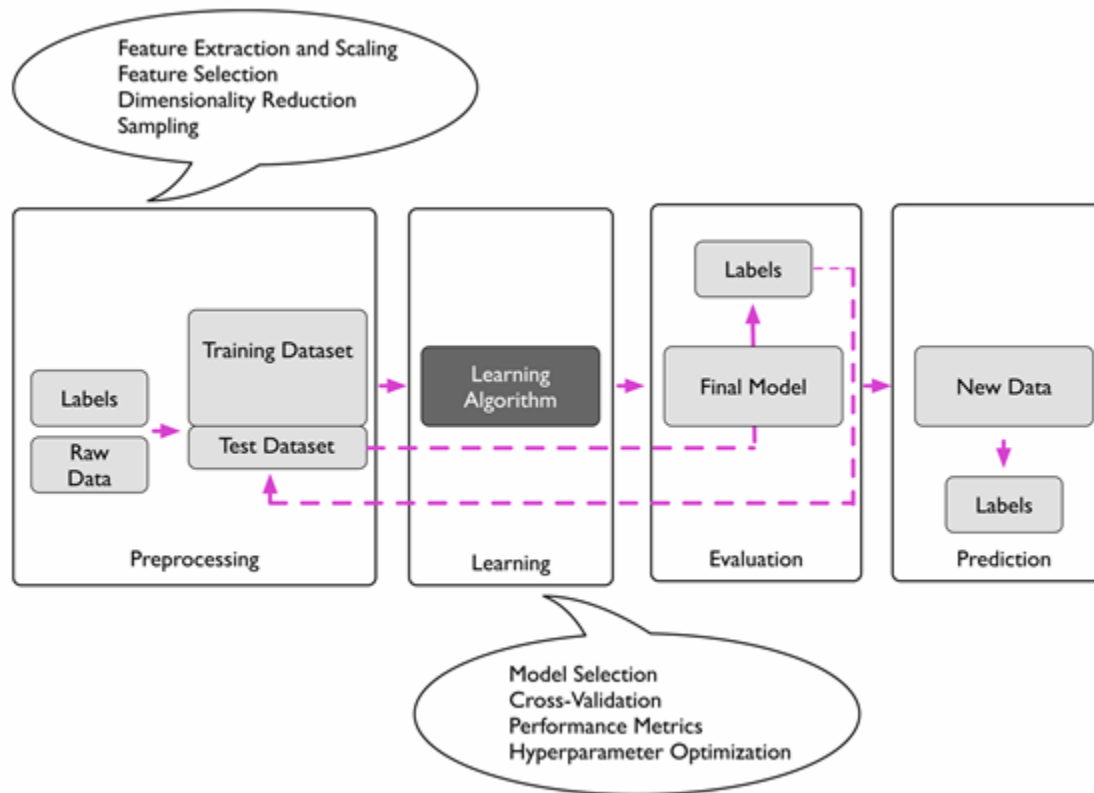 Feature Extraction and Scaling
Feature Selection
Dimensionality Reduction
Sampling
Labels
Raw
Data
Training Dataset
Test Dataset
Preprocessing
Learning
Algorithm
Learning
Labels
Final Model
Evaluation
New Data
Labels
Prediction
Model Selection
Cross-Validation
Performance Metrics
Hyperparameter Optimization